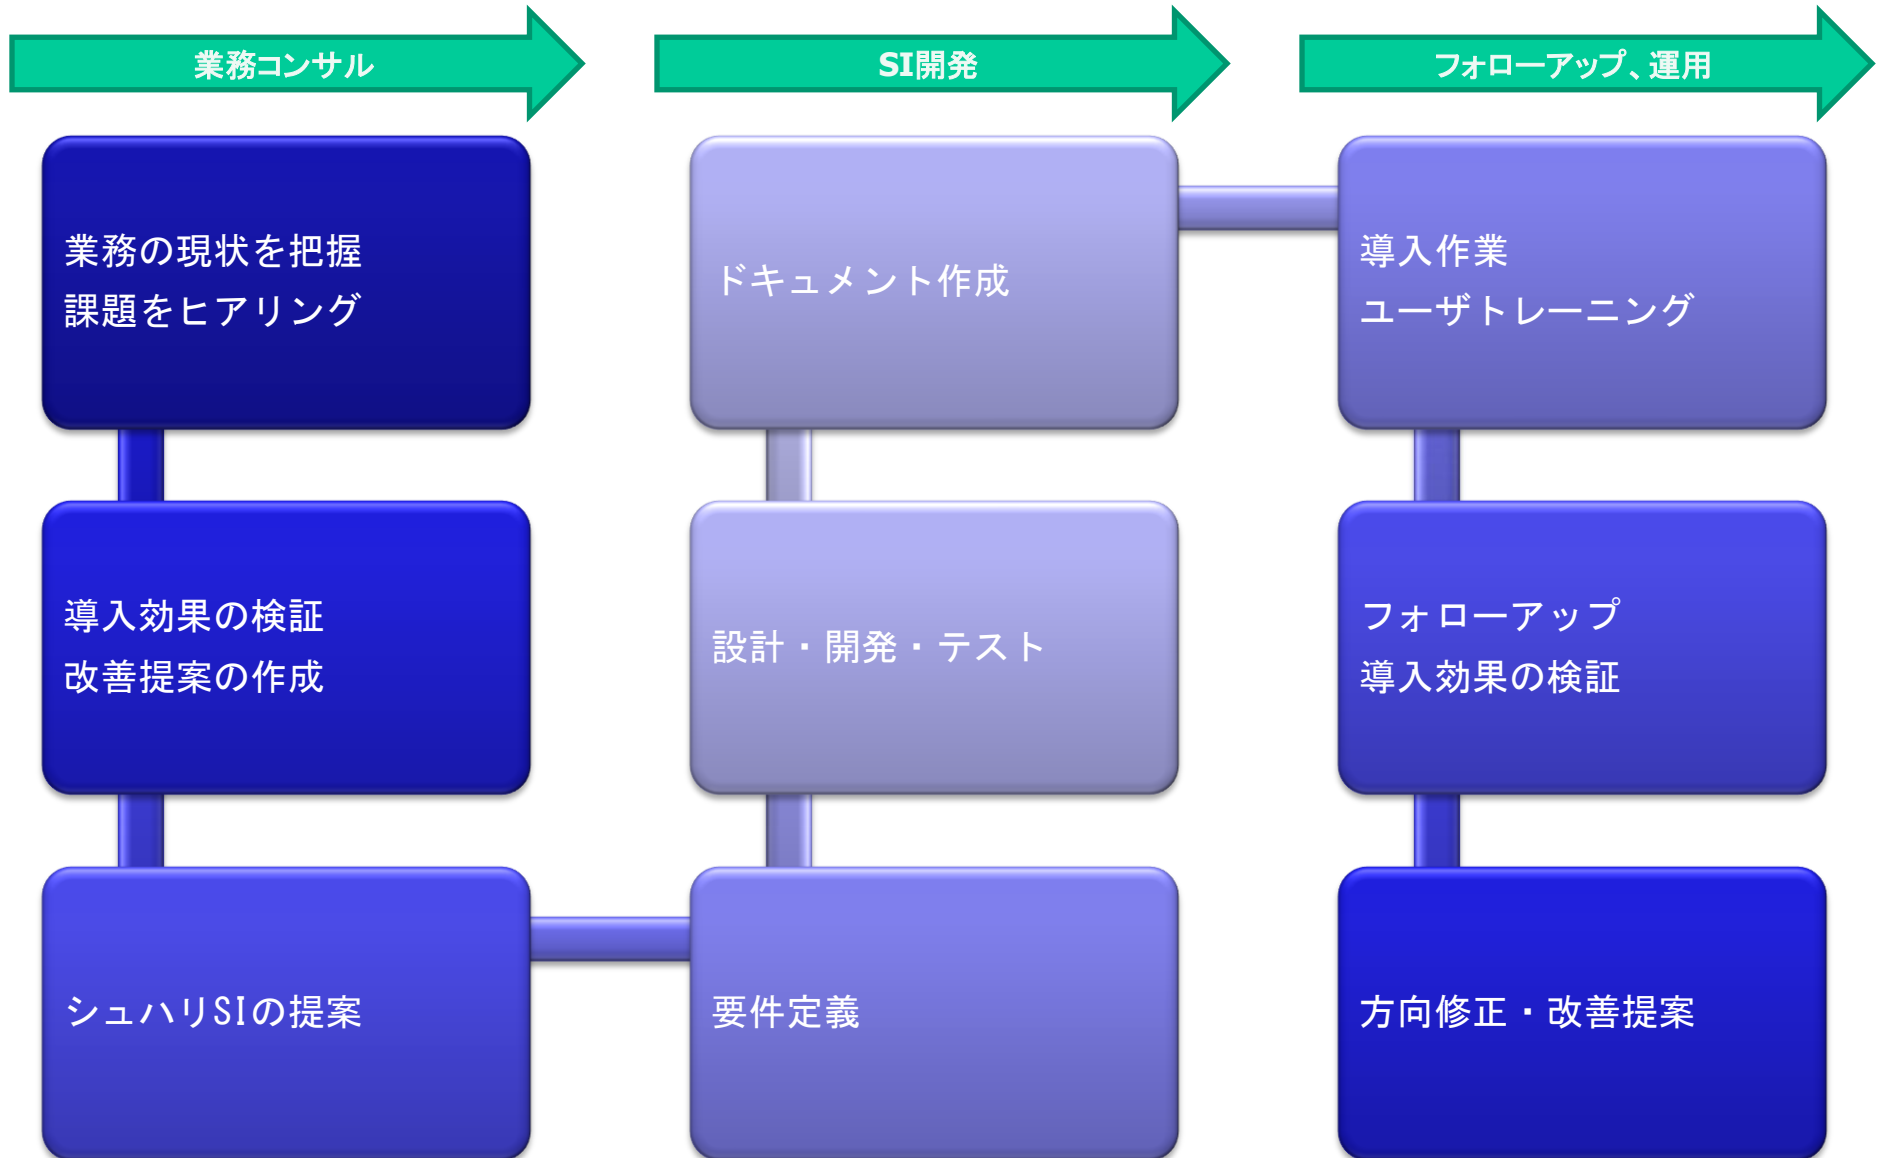 業務コンサル
SI開発
フォローアップ、運用
業務の現状を把握
課題をヒアリング
導入効果の検証
改善提案の作成
シュハリSIの提案
要件定義
設計・開発・テスト
ドキュメント作成
導入作業
ユーザトレーニング
フォローアップ
導入効果の検証
方向修正・改善提案